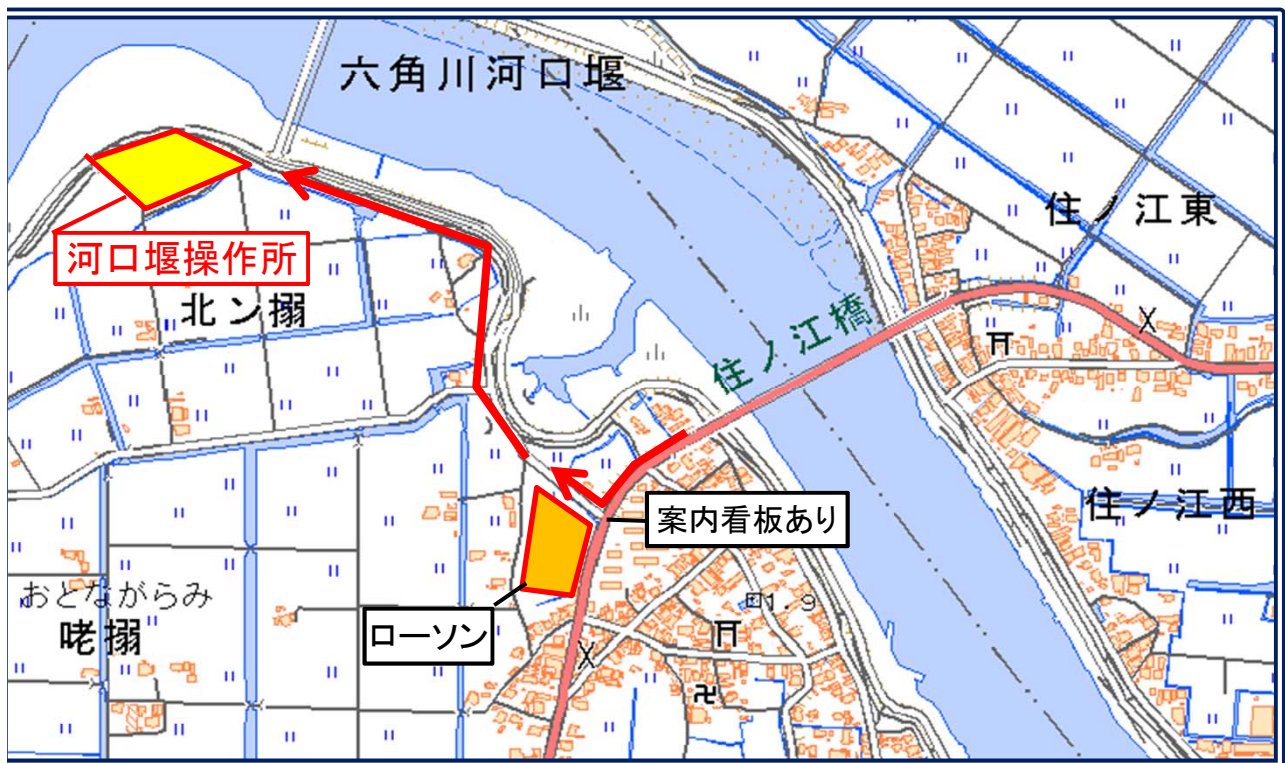 六角川河口堰
住ノ江東
河口堰操作所
北ン搦
住ノ江橋
住ノ江西
案内看板あり
おとながらみ
咾搦
1.9
ローソン